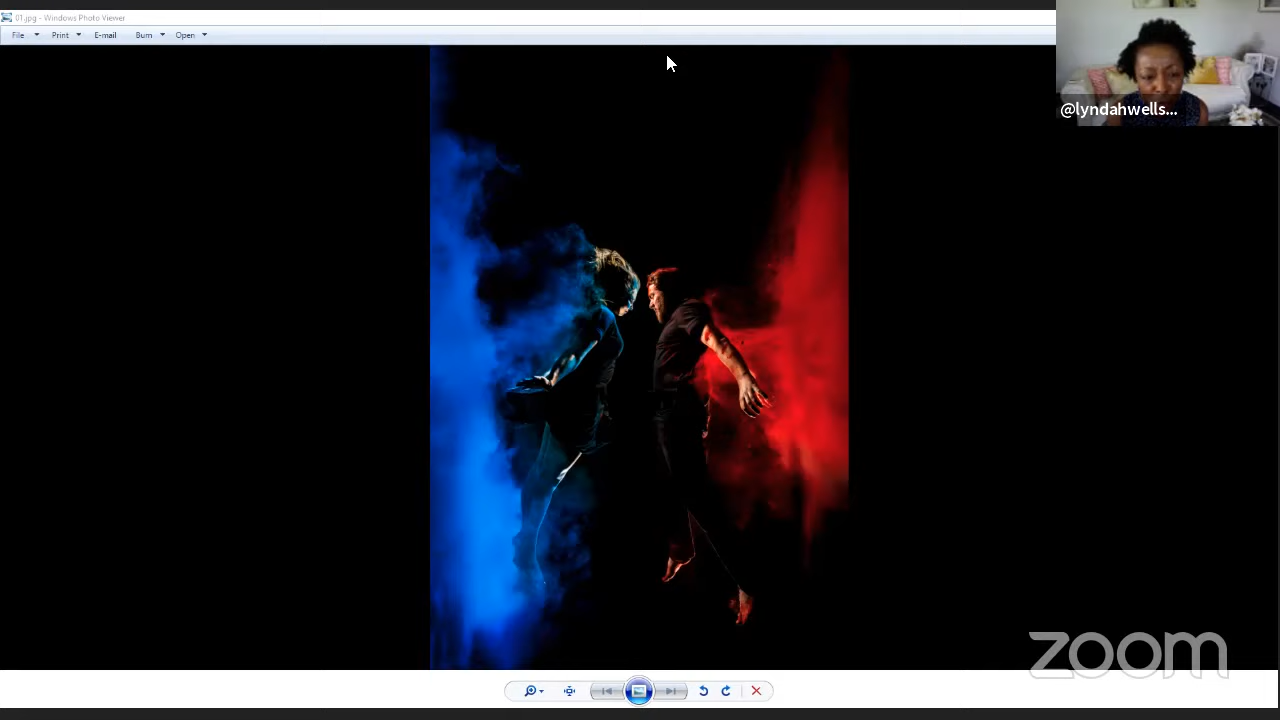 01.jpg - Windows Photo Viewer
File Print E-mail Burn Open
@lyndahwells...
zoom